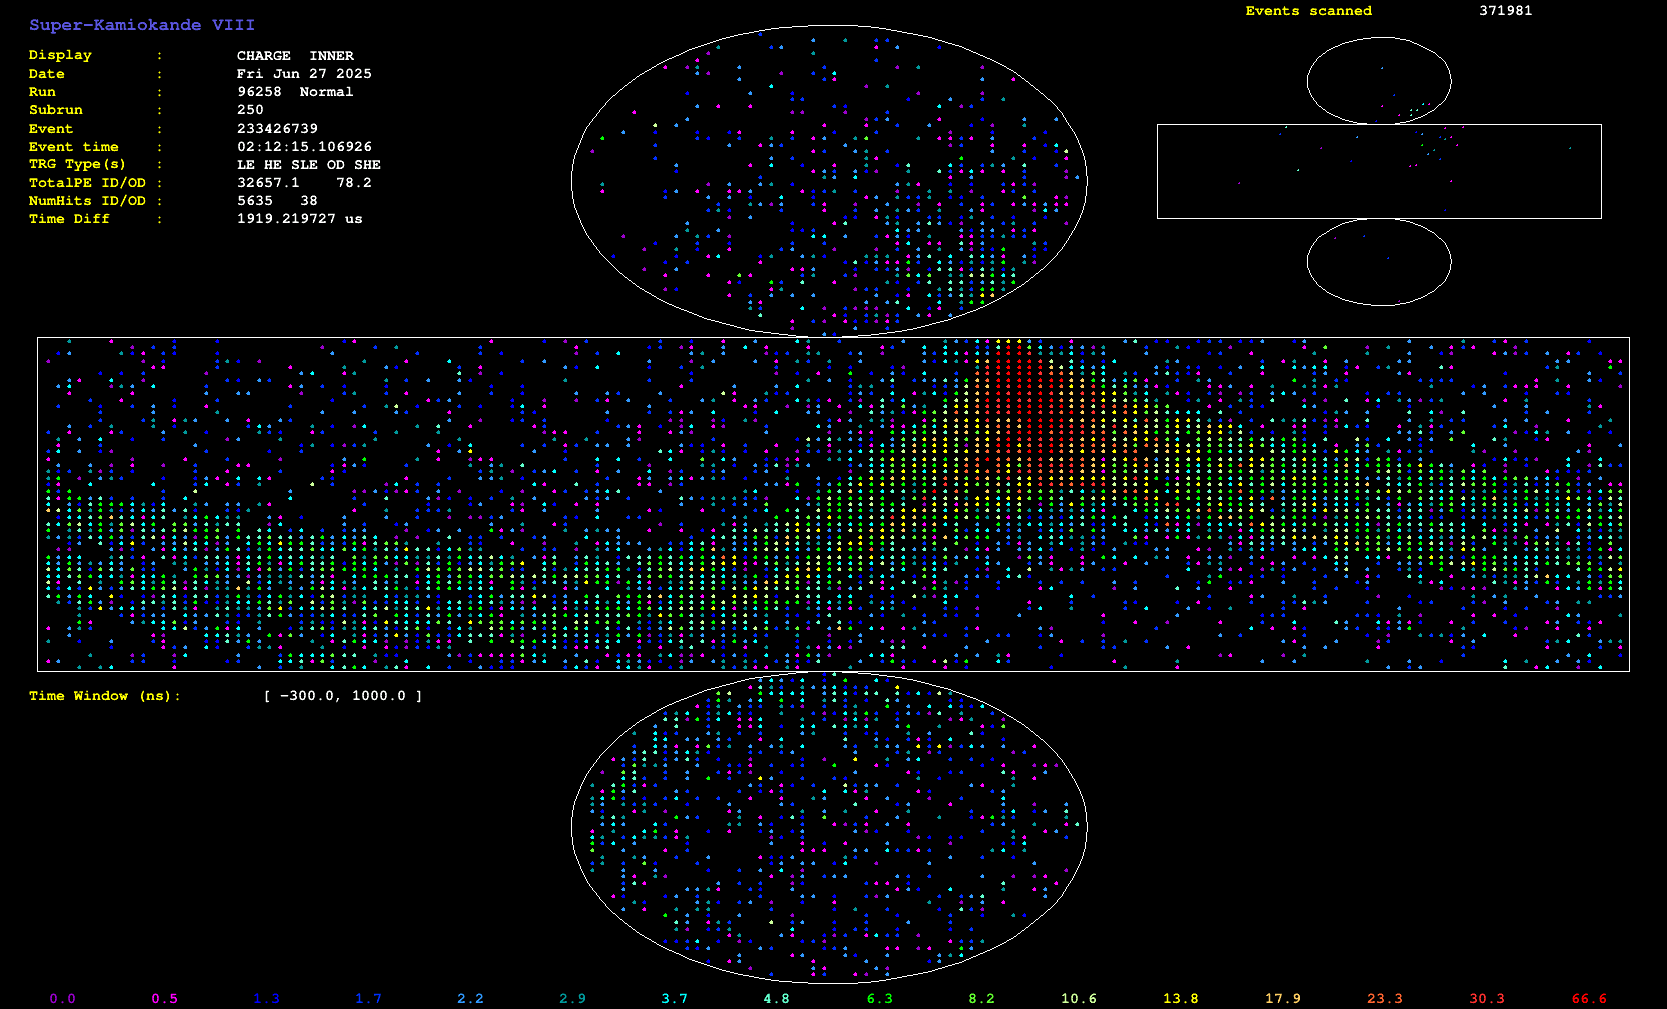 Super-Kamiokande VIII
Events scanned 371981
Display : CHARGE INNER
Date : Fri Jun 27 2025
Run : 96258 Normal
Subrun : 250
Event : 233426739
Event time : 02:12:15.106926
TRG Type(s) : LE HE SLE OD SHE
TotalPE ID/OD : 32657.1 78.2
NumHits ID/OD : 5635 38
Time Diff : 1919.219727 us
Time Window (ns): [ -300.0, 1000.0 ]
0.0 0.5 1.3 1.7 2.2 2.9 3.7 4.8 6.3 8.2 10.6 13.8 17.9 23.3 30.3 66.6